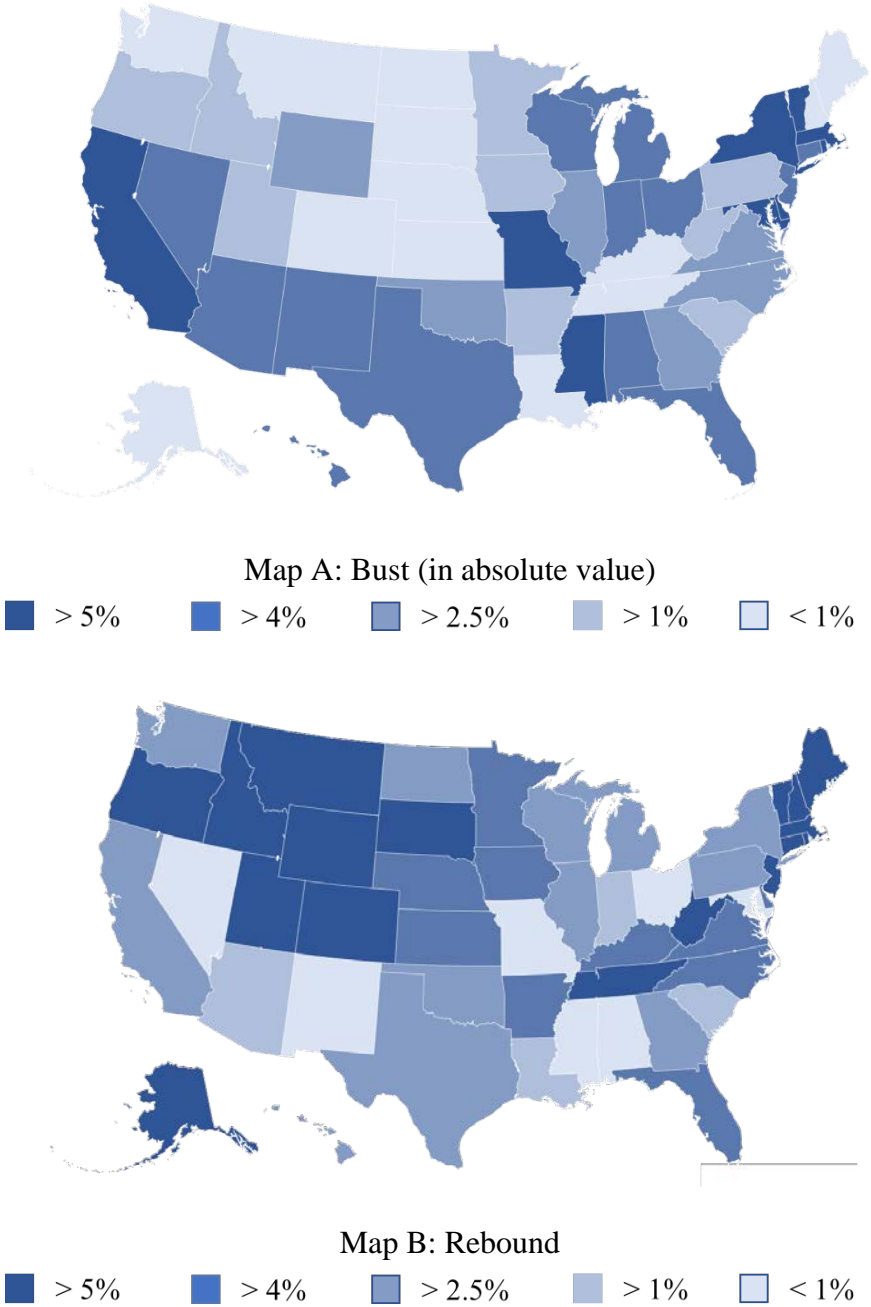 Map A: Bust (in absolute value)
> 5% > 4% > 2.5% > 1% < 1%
Map B: Rebound
> 5% > 4% > 2.5% > 1% < 1%